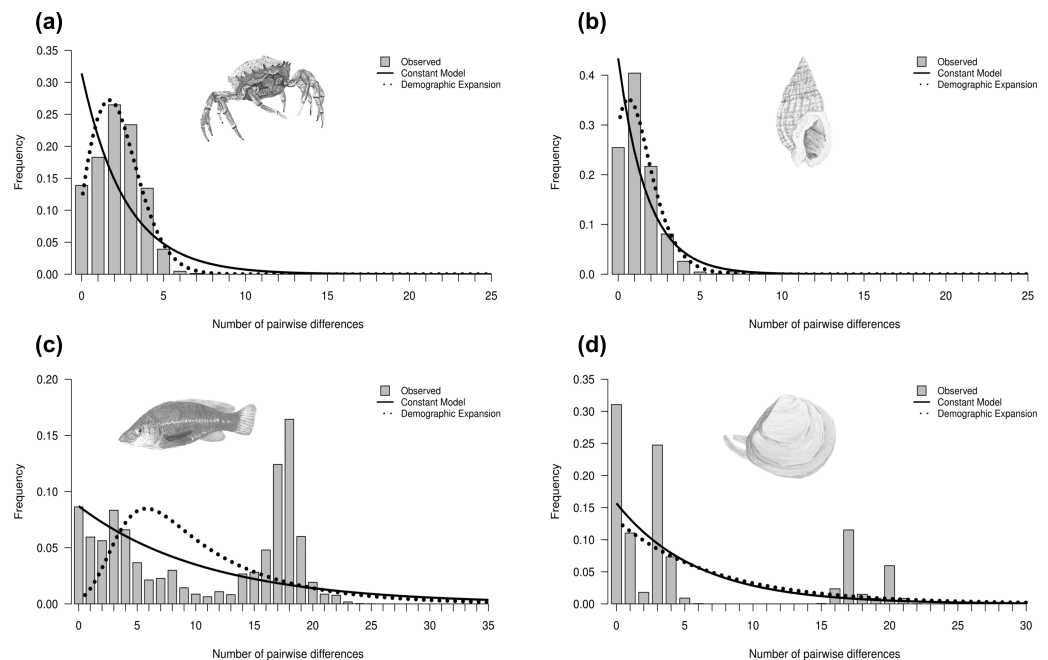 (a)
Observed
Constant Model
Demographic Expansion
Frequency
0.35
0.30
0.25
0.20
0.15
0.10
0.05
0.00
0 5 10 15 20 25
Number of pairwise differences
(b)
Observed
Constant Model
Demographic Expansion
Frequency
0.4
0.3
0.2
0.1
0.0
0 5 10 15 20 25
Number of pairwise differences
(c)
Observed
Constant Model
Demographic Expansion
Frequency
0.20
0.15
0.10
0.05
0.00
0 5 10 15 20 25 30 35
Number of pairwise differences
(d)
Observed
Constant Model
Demographic Expansion
Frequency
0.35
0.30
0.25
0.20
0.15
0.10
0.05
0.00
0 5 10 15 20 25 30
Number of pairwise differences